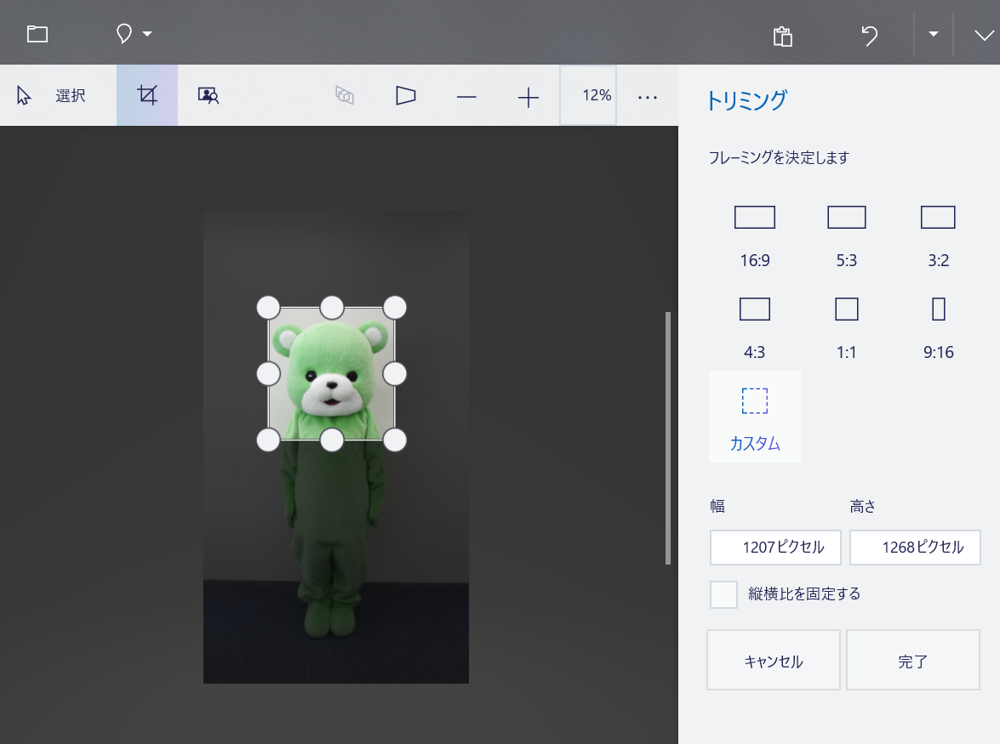 選択
12%
トリミング
フレーミングを決定します
16:9
5:3
3:2
4:3
1:1
9:16
カスタム
幅
高さ
1207ピクセル
1268ピクセル
縦横比を固定する
キャンセル
完了